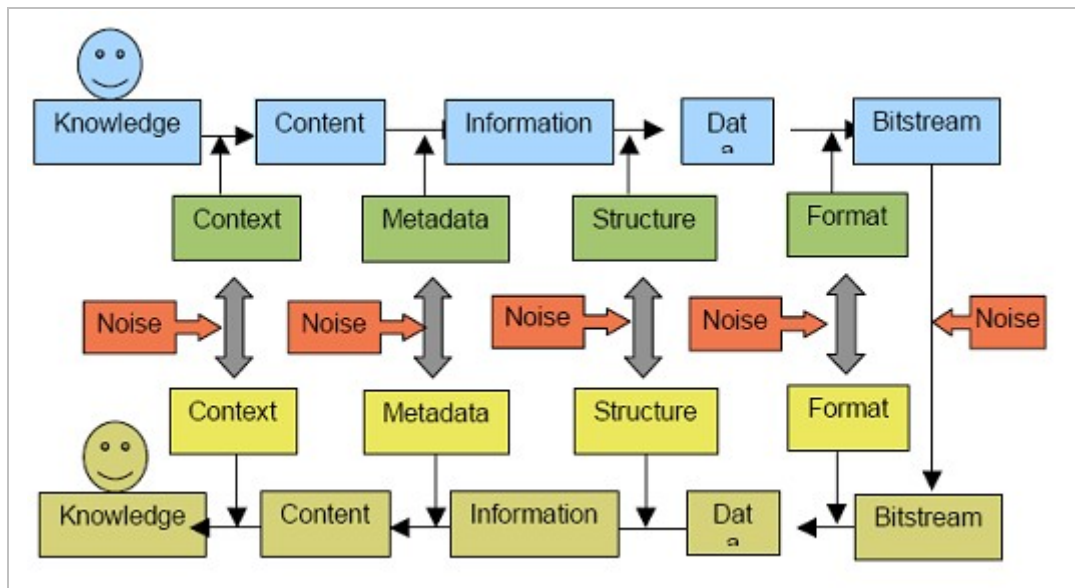 Knowledge
Content
Information
Dat
a
Bitstream
Context
Metadata
Structure
Format
Noise
Noise
Noise
Noise
Noise
Context
Metadata
Structure
Format
Knowledge
Content
Information
Dat
a
Bitstream